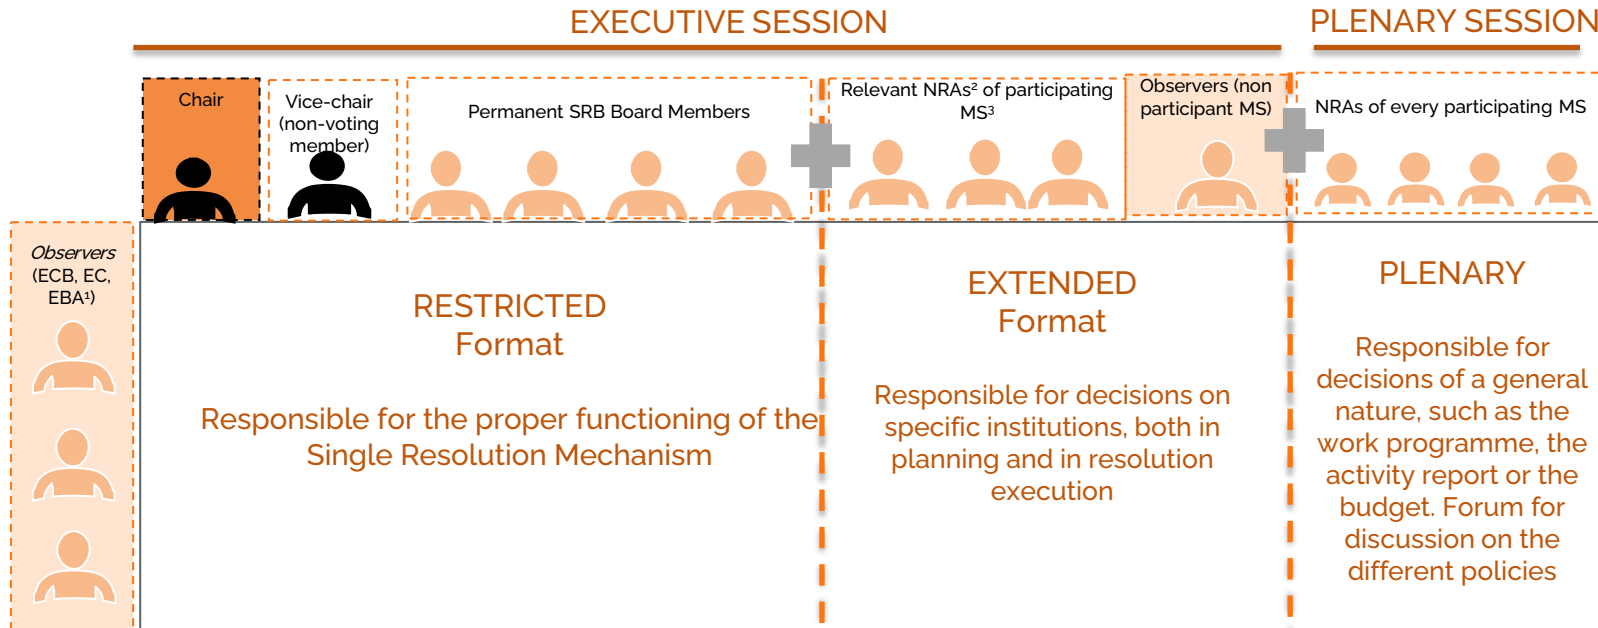 EXECUTIVE SESSION
PLENARY SESSION
Chair
Vice-chair
(non-voting
member)
Permanent SRB Board Members
Relevant NRAs² of participating
MS³
Observers (non
participant MS)
NRAs of every participating MS
Observers
(ECB, EC,
EBA¹)
RESTRICTED
Format
Responsible for the proper functioning of the
Single Resolution Mechanism
EXTENDED
Format
Responsible for decisions on
specific institutions, both in
planning and in resolution
execution
PLENARY
Responsible for
decisions of a general
nature, such as the
work programme, the
activity report or the
budget. Forum for
discussion on the
different policies